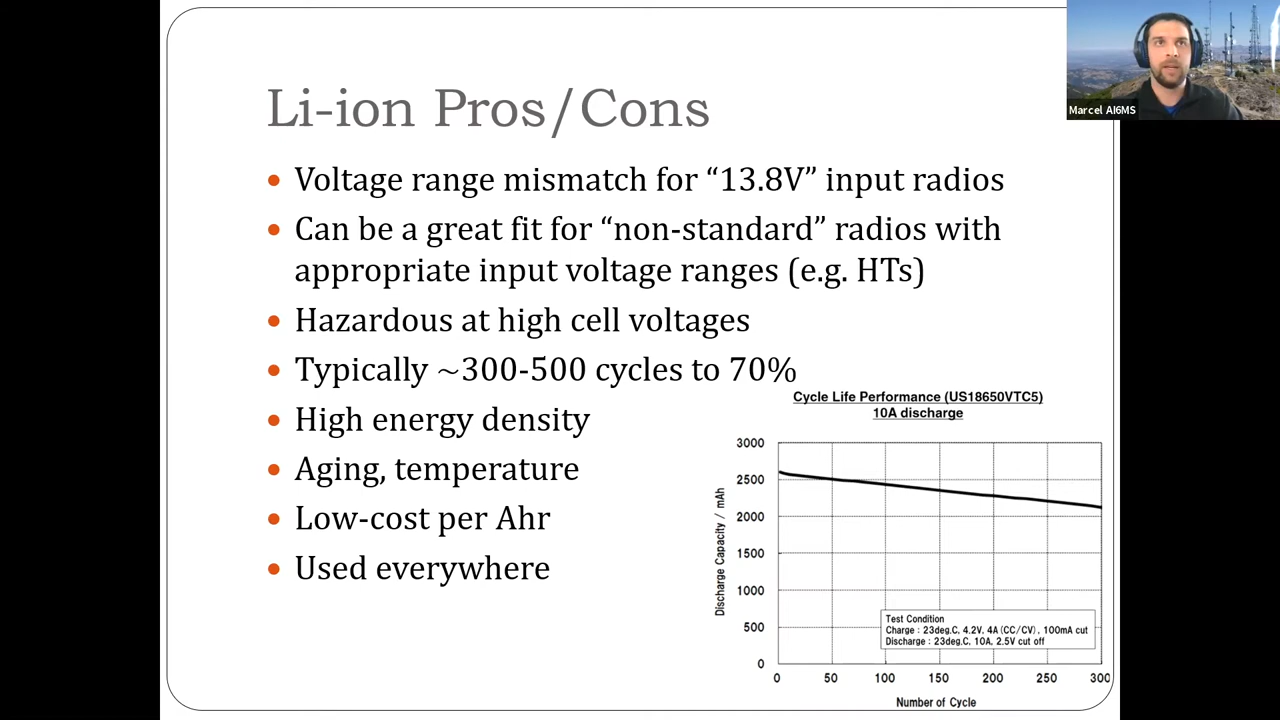 Li-ion Pros/Cons
Marcel AI6MS
• Voltage range mismatch for “13.8V” input radios
• Can be a great fit for “non-standard” radios with
appropriate input voltage ranges (e.g. HTs)
• Hazardous at high cell voltages
• Typically ~300-500 cycles to 70%
• High energy density
• Aging, temperature
• Low-cost per Ahr
• Used everywhere
Cycle Life Performance (US18650VTC5)
10A discharge
Discharge Capacity / mAh
3000
2500
2000
1500
1000
500
0
Test Condition
Charge : 23deg.C, 4.2V, 4A(CC/CV), 100mA cut
Discharge : 23deg.C, 10A, 2.5V cut off
0 50 100 150 200 250 300
Number of Cycle